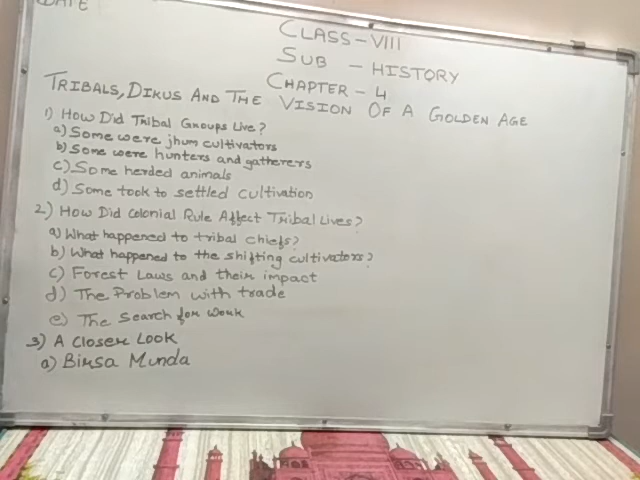 DATE
CLASS-VIII
SUB - HISTORY
CHAPTER - 4
TRIBALS, DIKUS AND THE VISION OF A GOLDEN AGE
1) How Did Tribal Groups Live?
a) Some were jhum cultivators
b) Some were hunters and gatherers
c) Some herded animals
d) Some took to settled cultivation
2) How Did Colonial Rule Affect Tribal Lives?
a) What happened to tribal chiefs?
b) What happened to the shifting cultivators?
c) Forest Laws and their impact
d) The Problem with trade
e) The Search for work
3) A Closer Look
a) Birsa Munda